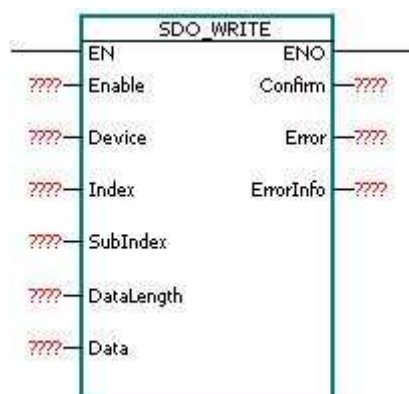 SDO_WRITE
EN ENO
???? Enable Confirm ????
???? Device Error ????
???? Index ErrorInfo ????
???? SubIndex
???? DataLength
???? Data